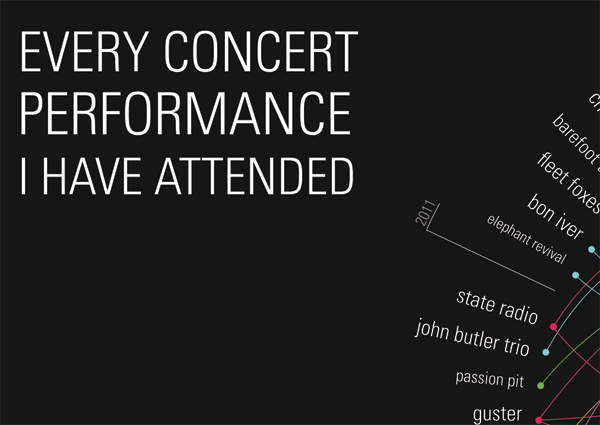 EVERY CONCERT
PERFORMANCE
I HAVE ATTENDED
barefoot
fleet foxes
bon iver
elephant revival
2011
state radio
john butler trio
passion pit
guster